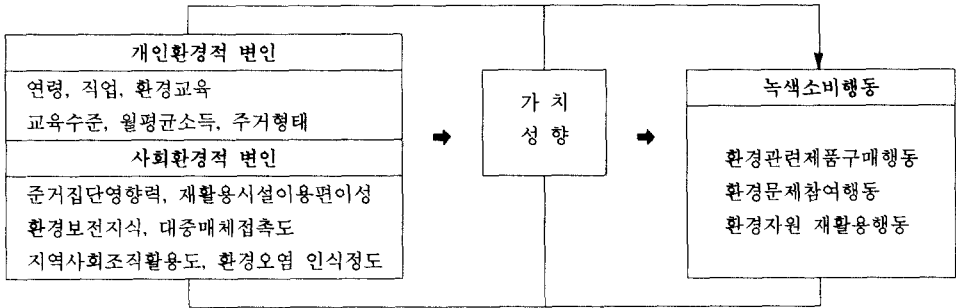 개인환경적 변인
연령, 직업, 환경교육
교육수준, 월평균소득, 주거형태
사회환경적 변인
준거집단영향력, 재활용시설이용편이성
환경보전지식, 대중매체접촉도
지역사회조직활용도, 환경오염 인식정도
가 치
성 향
녹색소비행동
환경관련제품구매행동
환경문제참여행동
환경자원 재활용행동